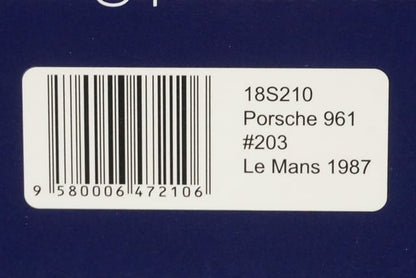 18S210
Porsche 961
#203
Le Mans 1987
9 580006 472106